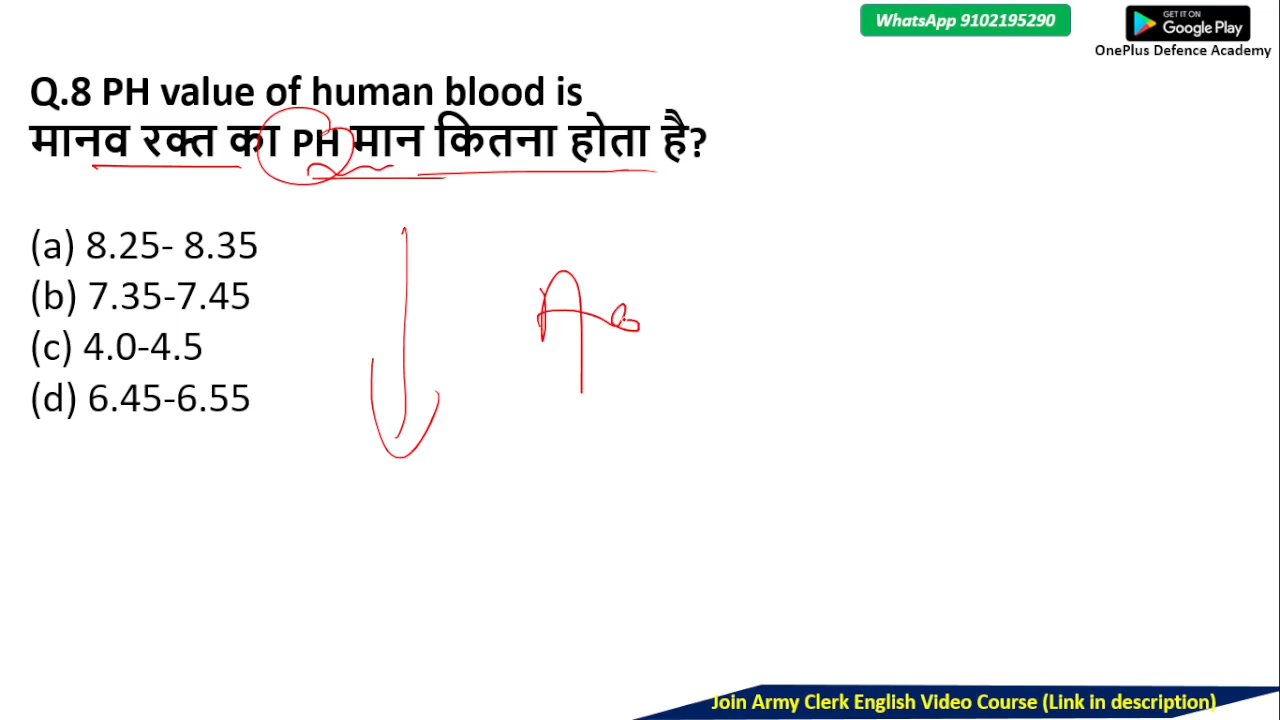 WhatsApp 9102195290
GET IT ON
Google Play
OnePlus Defence Academy
Q.8 PH value of human blood is
मानव रक्त का PH मान कितना होता है?
(a) 8.25- 8.35
(b) 7.35-7.45
(c) 4.0-4.5
(d) 6.45-6.55
Join Army Clerk English Video Course (Link in description)